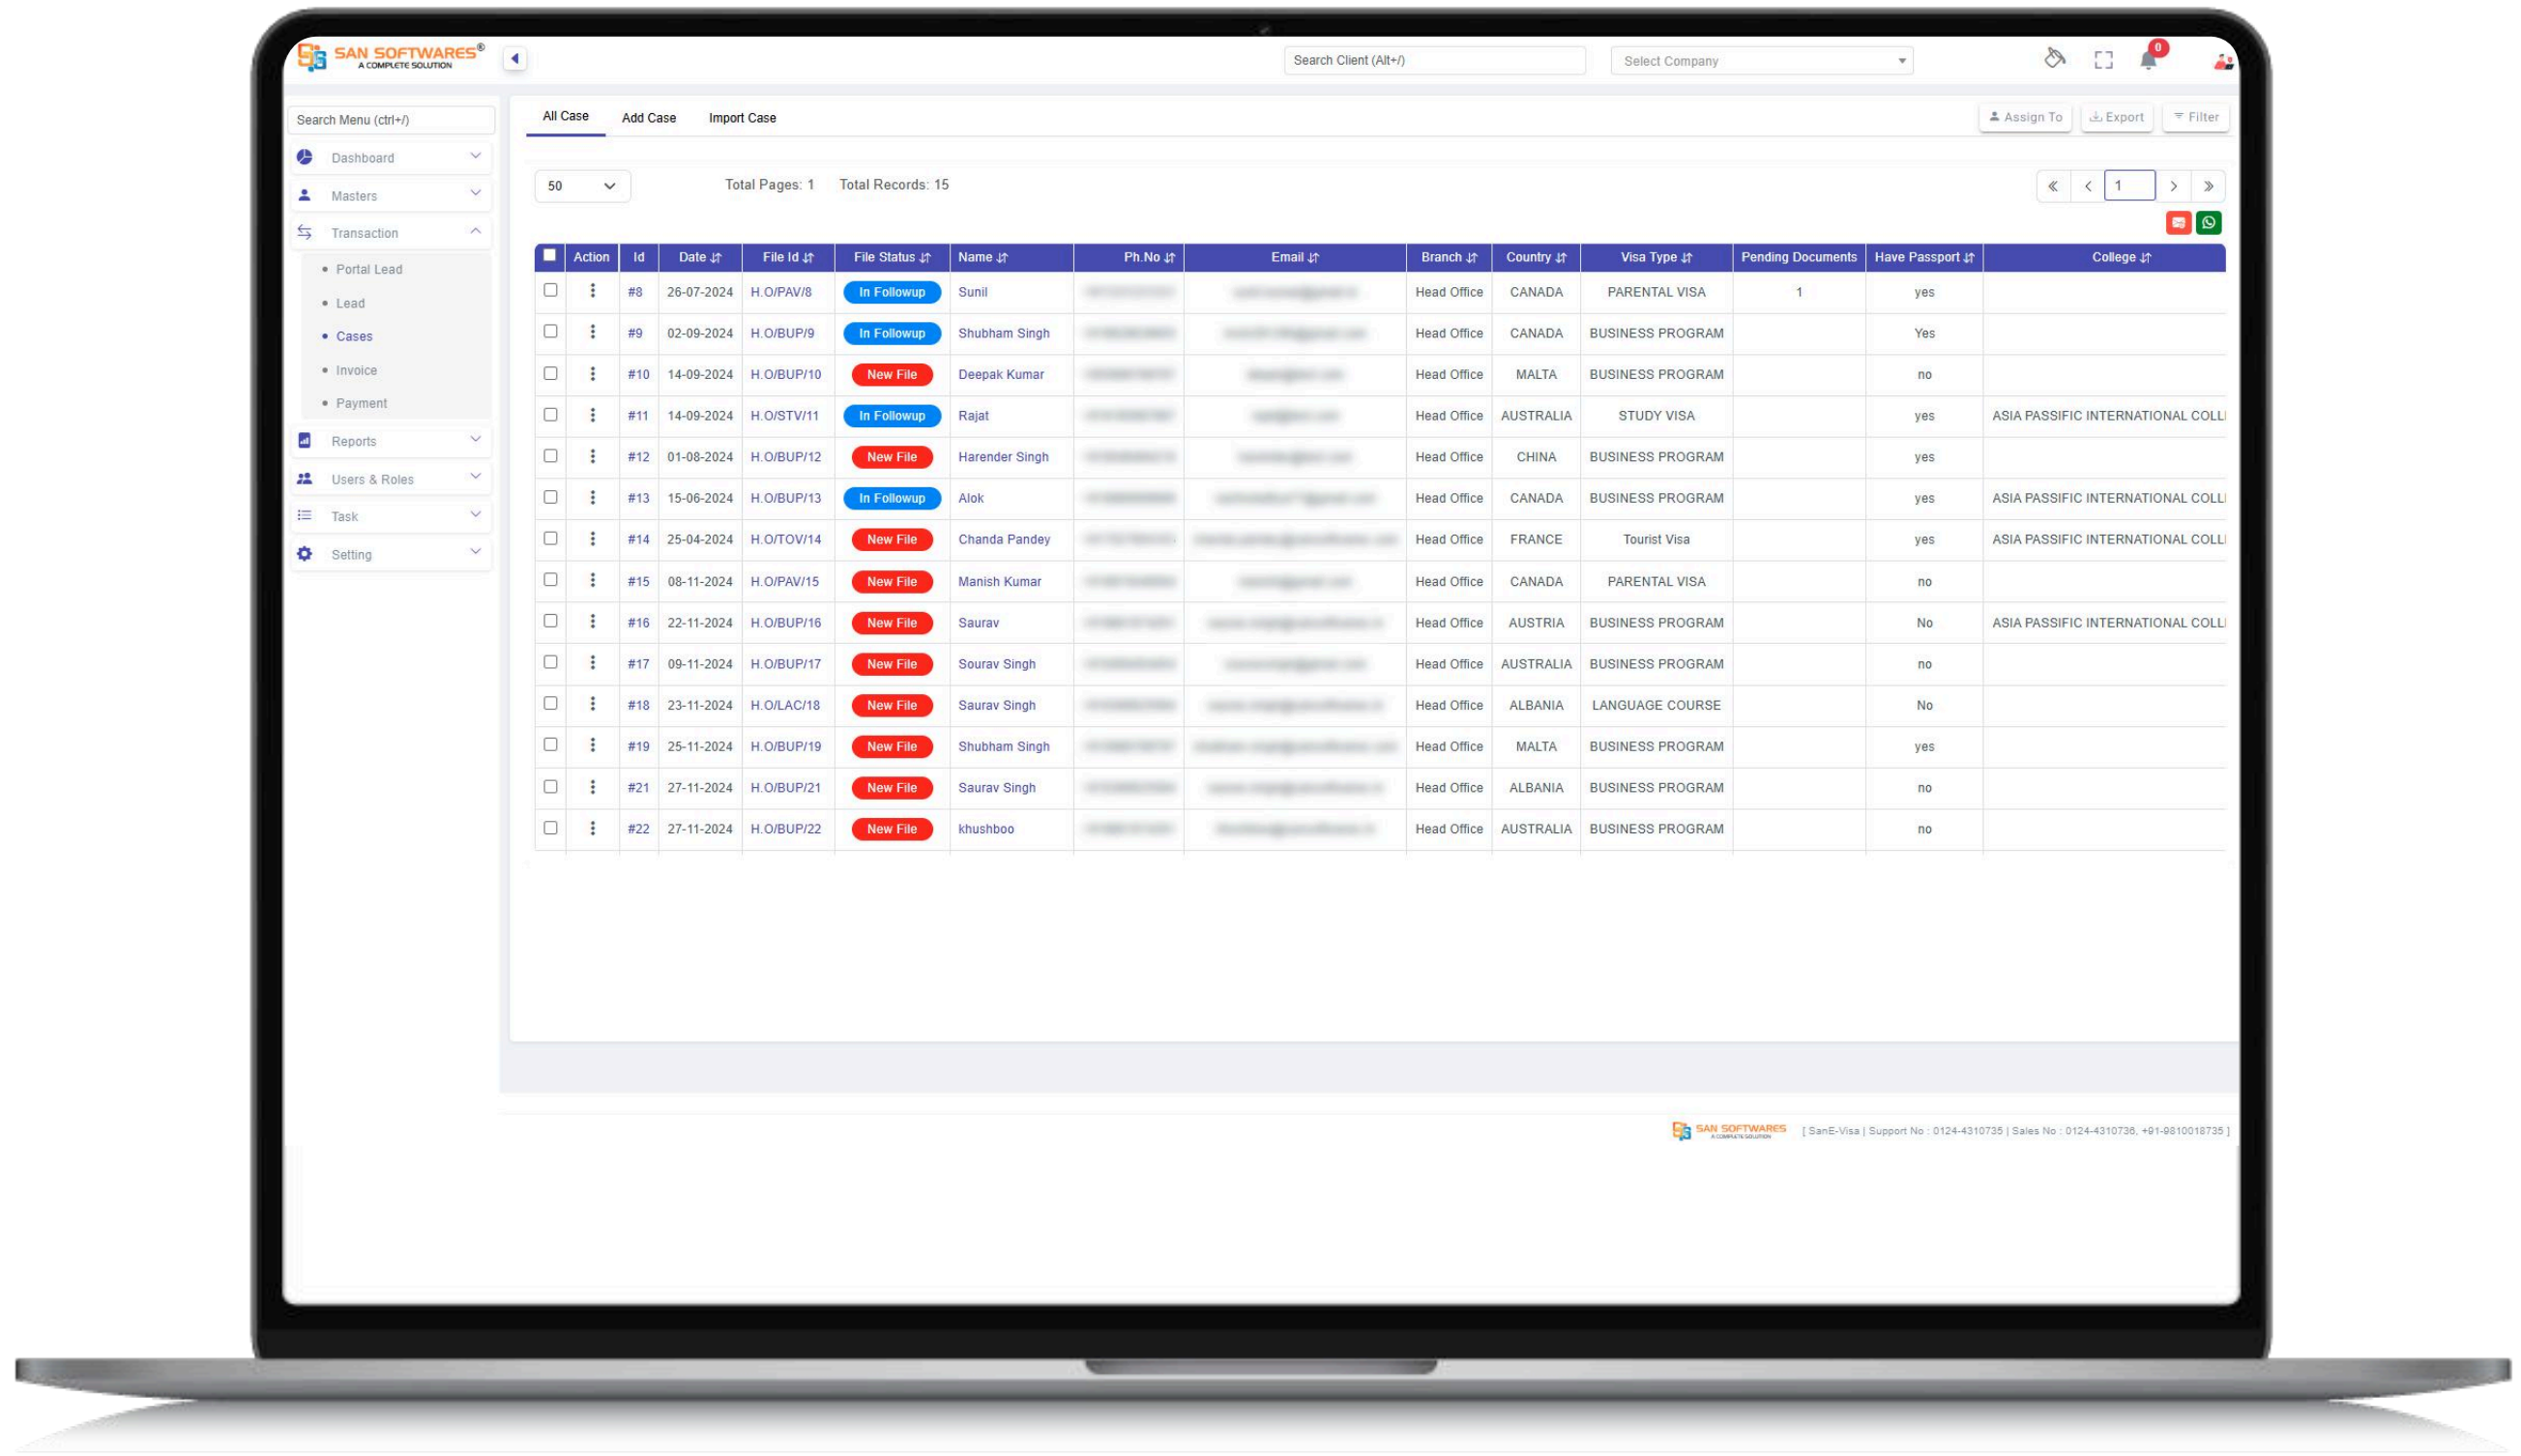 SAN SOFTWARES®
A COMPLETE SOLUTION
Search Client (Alt+/)
Select Company
0
Search Menu (ctrl+/)
Dashboard
Masters
Transaction
Portal Lead
Lead
Cases
Invoice
Payment
Reports
Users & Roles
Task
Setting
All Case Add Case Import Case
Assign To Export Filter
50 Total Pages: 1 Total Records: 15
1
Action Id Date File Id File Status Name Ph.No Email Branch Country Visa Type Pending Documents Have Passport College
#8 26-07-2024 H.O/PAV/8 In Followup Sunil Head Office CANADA PARENTAL VISA 1 yes
#9 02-09-2024 H.O/BUP/9 In Followup Shubham Singh Head Office CANADA BUSINESS PROGRAM Yes
#10 14-09-2024 H.O/BUP/10 New File Deepak Kumar Head Office MALTA BUSINESS PROGRAM no
#11 14-09-2024 H.O/STV/11 In Followup Rajat Head Office AUSTRALIA STUDY VISA yes ASIA PASSIFIC INTERNATIONAL COLL
#12 01-08-2024 H.O/BUP/12 New File Harender Singh Head Office CHINA BUSINESS PROGRAM yes
#13 15-06-2024 H.O/BUP/13 In Followup Alok Head Office CANADA BUSINESS PROGRAM yes ASIA PASSIFIC INTERNATIONAL COLL
#14 25-04-2024 H.O/TOV/14 New File Chanda Pandey Head Office FRANCE Tourist Visa yes ASIA PASSIFIC INTERNATIONAL COLL
#15 08-11-2024 H.O/PAV/15 New File Manish Kumar Head Office CANADA PARENTAL VISA no
#16 22-11-2024 H.O/BUP/16 New File Saurav Head Office AUSTRIA BUSINESS PROGRAM No ASIA PASSIFIC INTERNATIONAL COLL
#17 09-11-2024 H.O/BUP/17 New File Sourav Singh Head Office AUSTRALIA BUSINESS PROGRAM no
#18 23-11-2024 H.O/LAC/18 New File Saurav Singh Head Office ALBANIA LANGUAGE COURSE No
#19 25-11-2024 H.O/BUP/19 New File Shubham Singh Head Office MALTA BUSINESS PROGRAM yes
#21 27-11-2024 H.O/BUP/21 New File Saurav Singh Head Office ALBANIA BUSINESS PROGRAM no
#22 27-11-2024 H.O/BUP/22 New File khushboo Head Office AUSTRALIA BUSINESS PROGRAM no
SAN SOFTWARES
A COMPLETE SOLUTION
[ SanE-Visa | Support No : 0124-4310735 | Sales No : 0124-4310736, +91-9810018735 ]